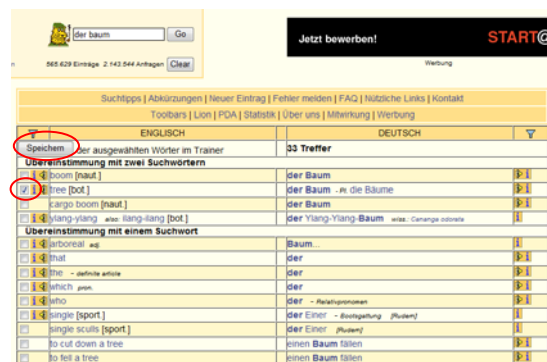 der baum Go
Jetzt bewerben! START@
565.629 Einträge 2.143.544 Anfragen Clear
Werbung
Suchtipps | Abkürzungen | Neuer Eintrag | Fehler melden | FAQ | Nützliche Links | Kontakt
Toolbars | Lion | PDA | Statistik | Über uns | Mitwirkung | Werbung
ENGLISCH DEUTSCH
Speichern der ausgewählten Wörter im Trainer 33 Treffer
Übereinstimmung mit zwei Suchwörtern
boom [naut.] der Baum
tree [bot.] der Baum - Pl. die Bäume
cargo boom [naut.] der Baum
ylang-ylang also: ilang-ilang [bot.] der Ylang-Ylang-Baum wiss.: Cananga odorata
Übereinstimmung mit einem Suchwort
arboreal adj. Baum...
that der
the - definite article der
which pron. der
who der - Relativpronomen
single [sport.] der Einer - Bootsgattung [Rudern]
single sculls [sport.] der Einer [Rudern]
to cut down a tree einen Baum fällen
to fell a tree einen Baum fällen